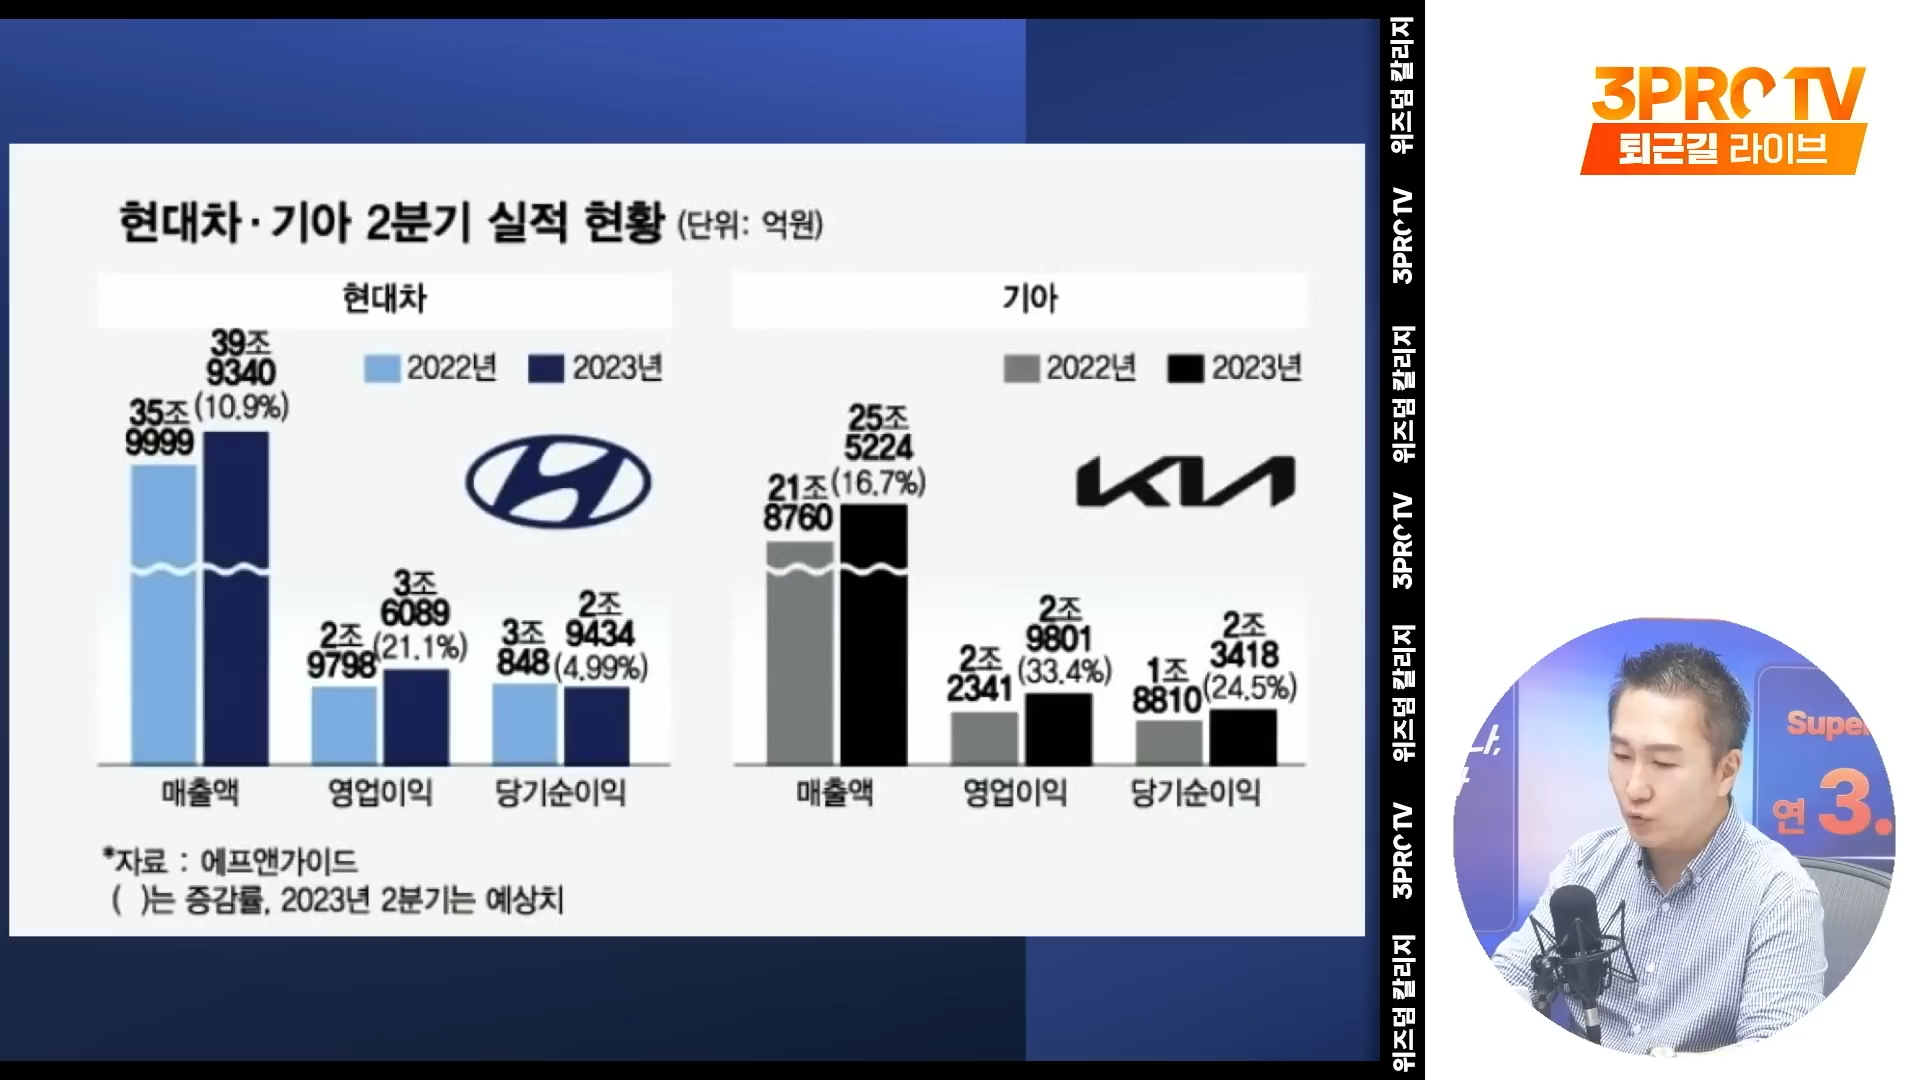 현대차·기아 2분기 실적 현황 (단위: 억원)
현대차
2022년 2023년
35조
9999
39조
9340
(10.9%)
2조
9798
3조
6089
(21.1%)
3조
848
2조
9434
(4.99%)
매출액 영업이익 당기순이익
기아
2022년 2023년
KIA
21조
8760
25조
5224
(16.7%)
2조
2341
2조
9801
(33.4%)
1조
8810
2조
3418
(24.5%)
매출액 영업이익 당기순이익
*자료 : 에프앤가이드
( )는 증감률, 2023년 2분기는 예상치
위즈덤 칼리지 3PROTV 위즈덤 칼리지 3PROTV 위즈덤 칼리지 3PROTV 위즈덤 칼리지
3PROTV
퇴근길 라이브
Super
연 3.